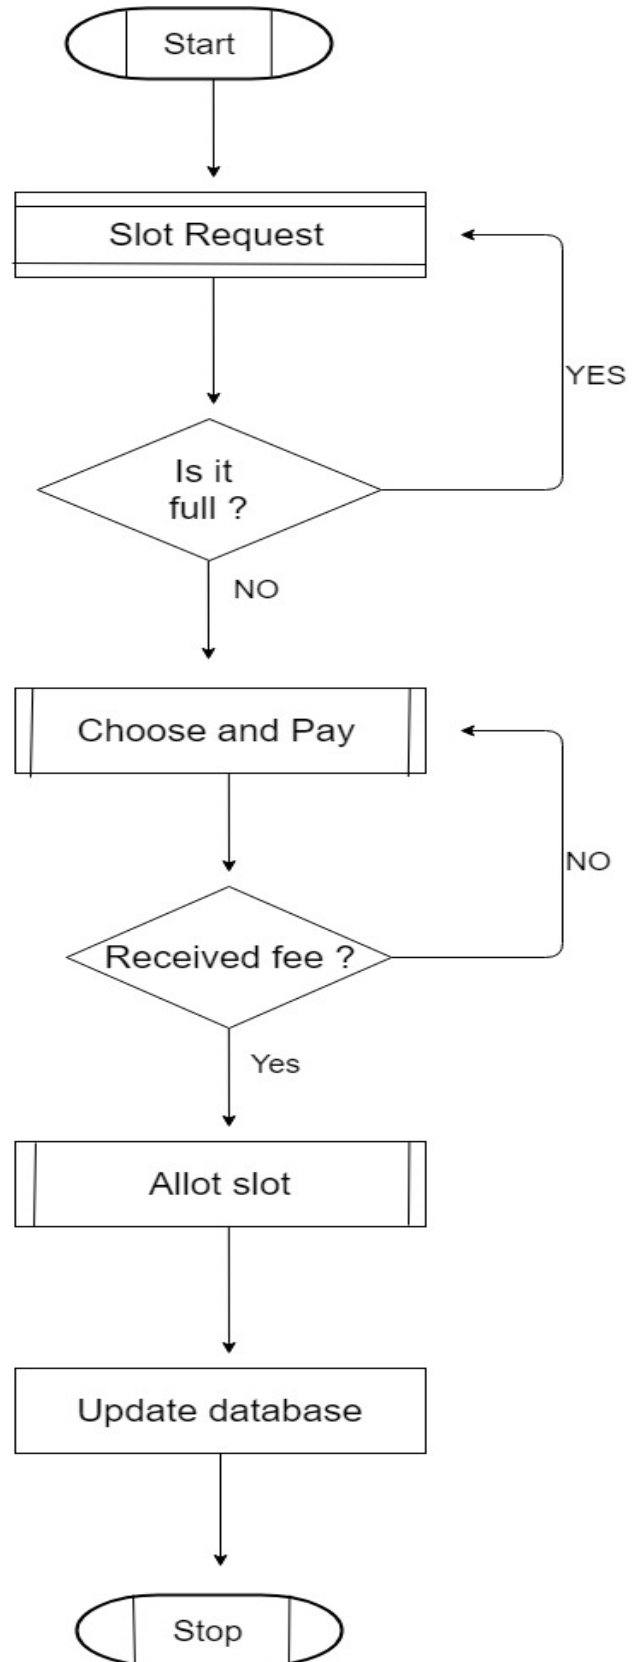 Start
Slot Request
YES
Is it
full ?
NO
Choose and Pay
NO
Received fee ?
Yes
Allot slot
Update database
Stop